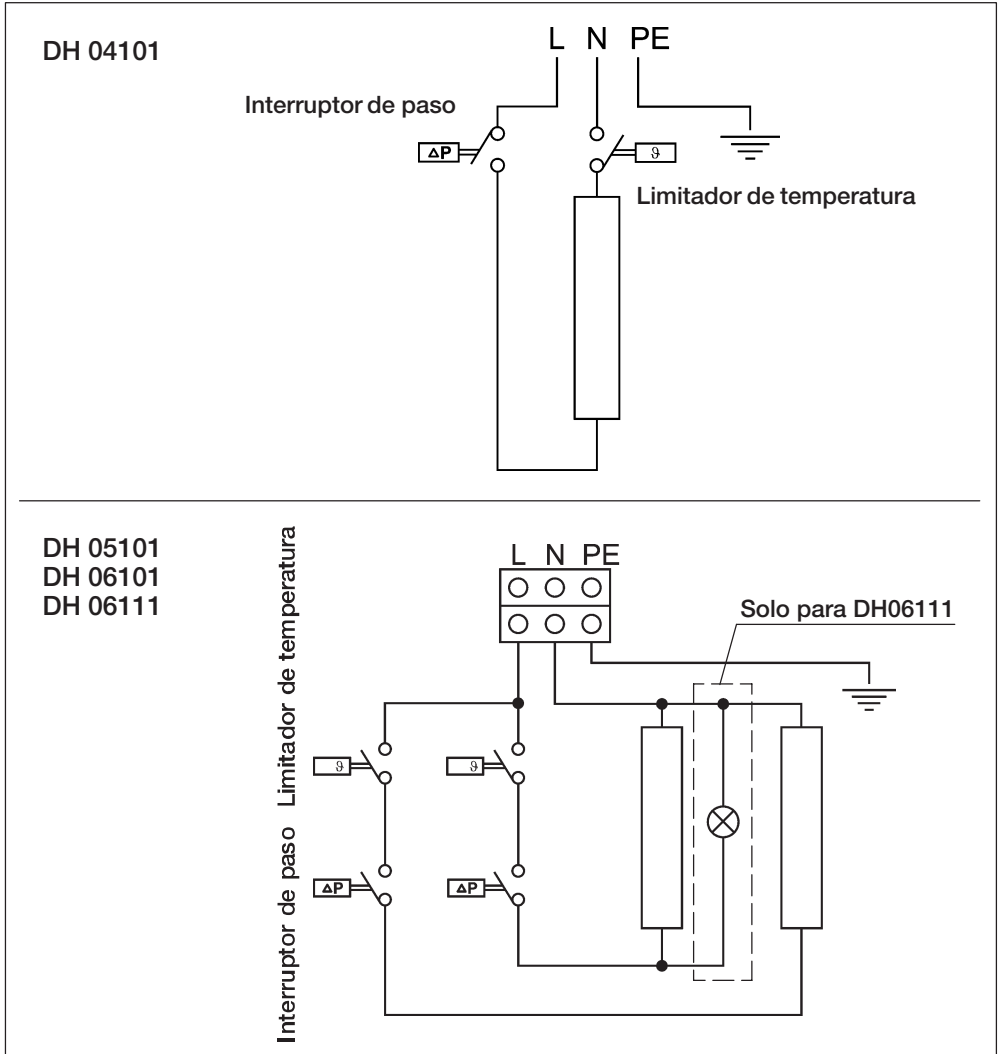 DH 04101
L N PE
Interruptor de paso
ΔP
ϑ
Limitador de temperatura
DH 05101
DH 06101
DH 06111
Interruptor de paso Limitador de temperatura
L N PE
Solo para DH06111
ϑ
ϑ
ΔP
ΔP